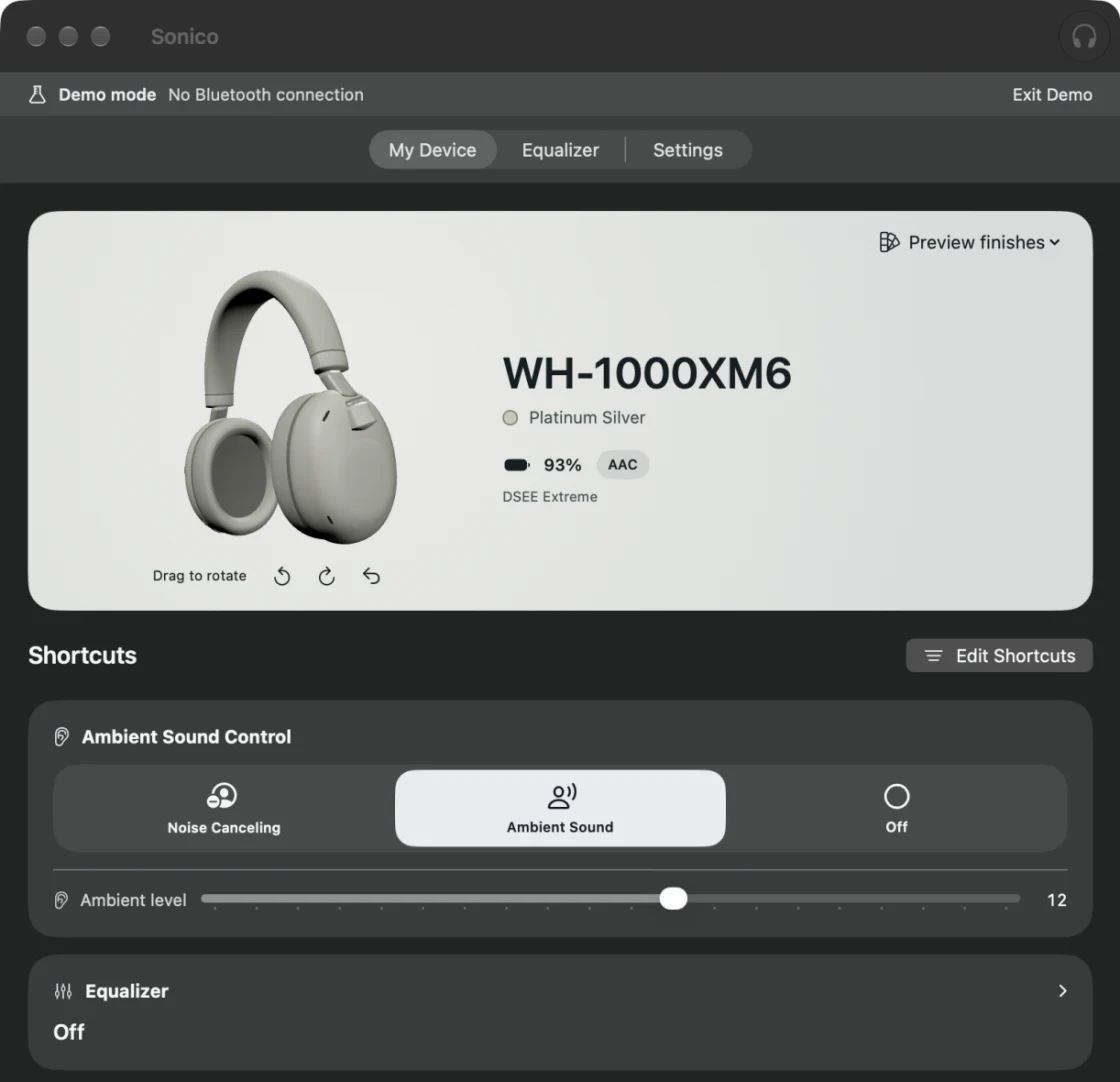 Sonico
Demo mode No Bluetooth connection Exit Demo
My Device Equalizer Settings
Preview finishes
WH-1000XM6
Platinum Silver
93% AAC
DSEE Extreme
Drag to rotate
Shortcuts Edit Shortcuts
Ambient Sound Control
Noise Canceling Ambient Sound Off
Ambient level 12
Equalizer
Off